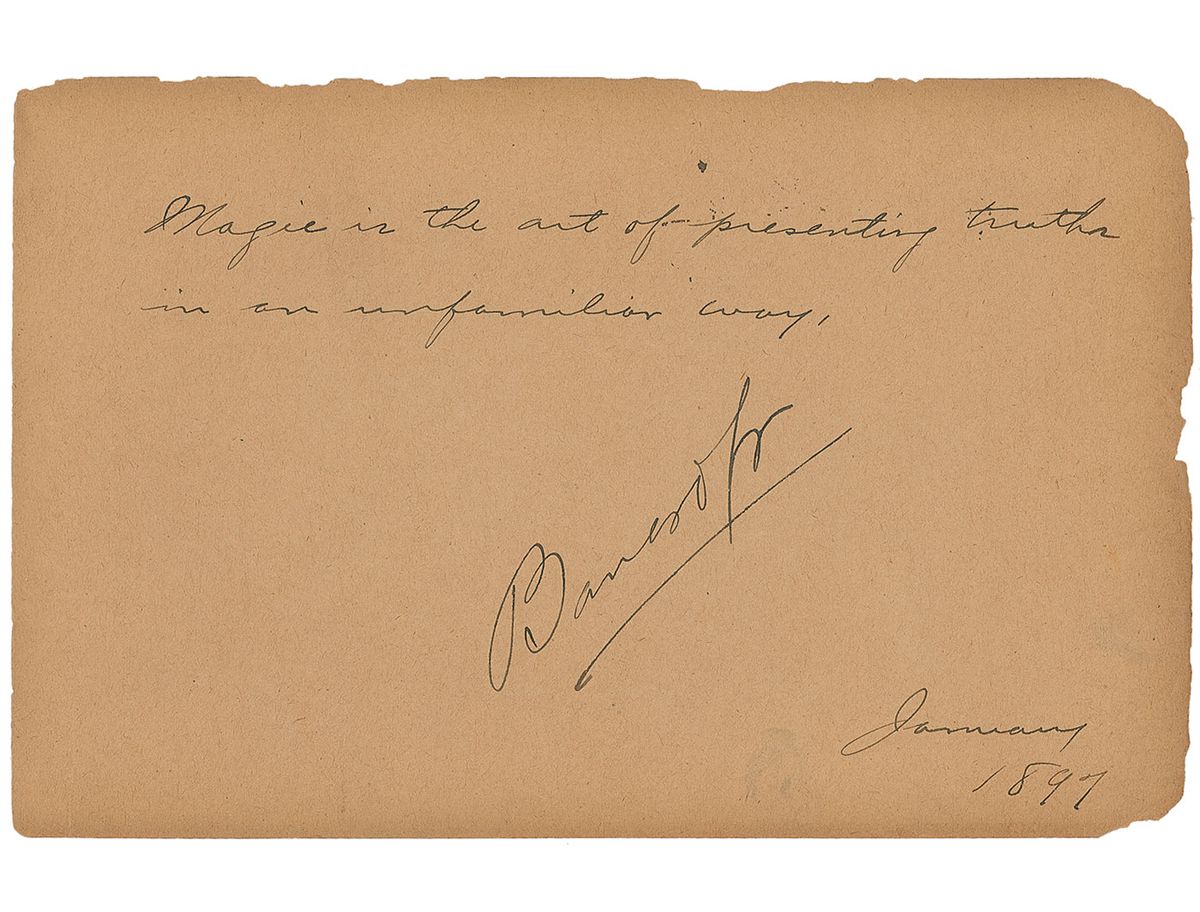 Magic is the art of presenting truths
in an unfamiliar way,
Bancroft
January
1897